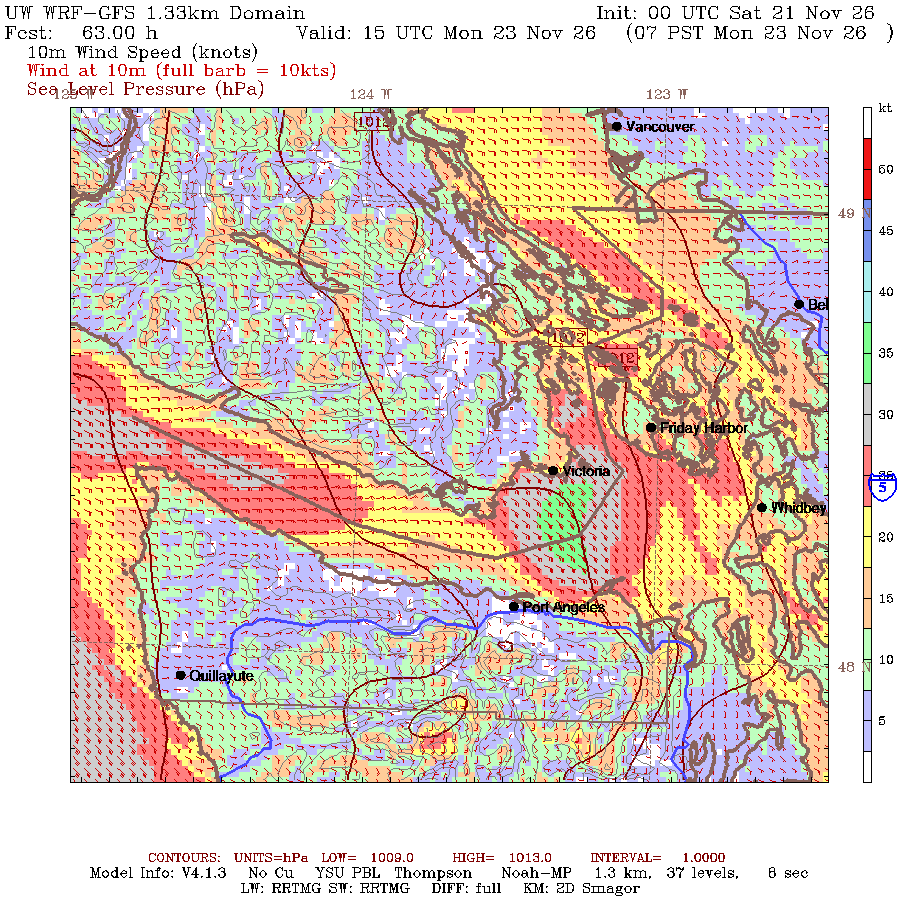 UW WRF-GFS 1.33km Domain Init: 00 UTC Sat 21 Nov 26
Fcst: 63.00 h Valid: 15 UTC Mon 23 Nov 26 (07 PST Mon 23 Nov 26 )
10m Wind Speed (knots)
Wind at 10m (full barb = 10kts)
Sea Level Pressure (hPa)
125 W 124 W 123 W
kt
1012
Vancouver
60
49 N
45
40
Bel
1012
1012
35
30
Friday Harbor
Victoria
25
5
Whidbey
20
15
Port Angeles
10
48 N
Quillayute
5
CONTOURS: UNITS=hPa LOW= 1009.0 HIGH= 1013.0 INTERVAL= 1.0000
Model Info: V4.1.3 No Cu YSU PBL Thompson Noah-MP 1.3 km, 37 levels, 8 sec
LW: RRTMG SW: RRTMG DIFF: full KM: 2D Smagor